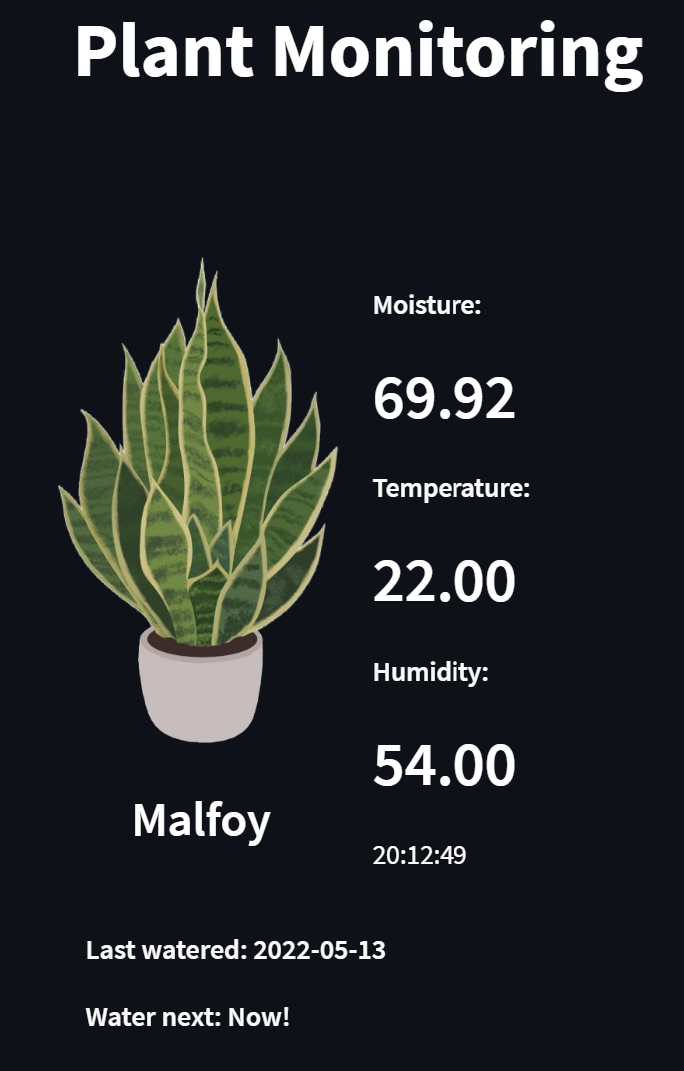 Plant Monitoring
Moisture:
69.92
Temperature:
22.00
Humidity:
54.00
20:12:49
Malfoy
Last watered: 2022-05-13
Water next: Now!